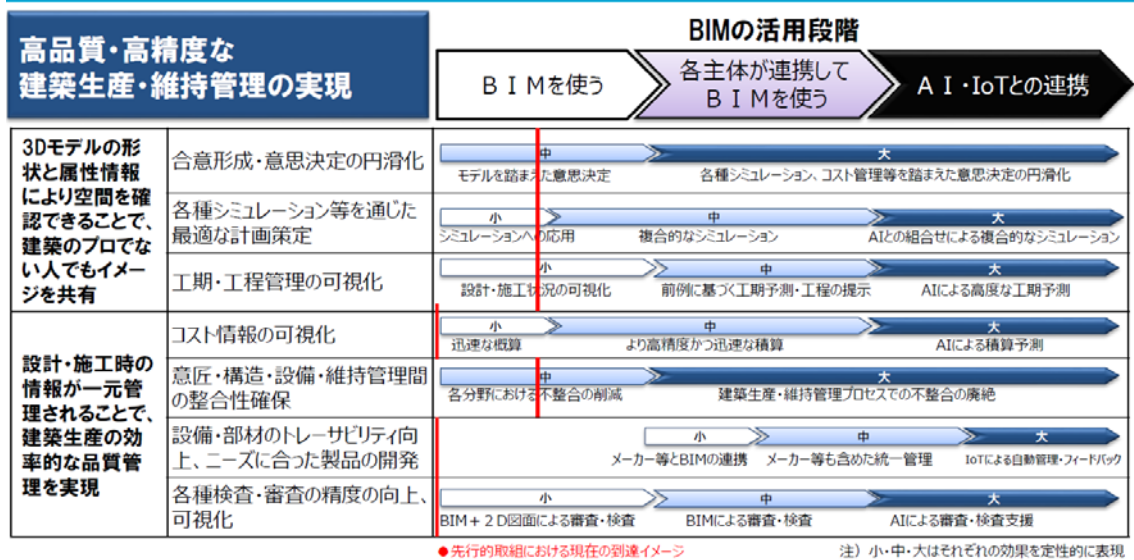 高品質・高精度な
建築生産・維持管理の実現
BIMの活用段階
ＢＩＭを使う
各主体が連携して
ＢＩＭを使う
ＡＩ・IoTとの連携
3Dモデルの形
状と属性情報
により空間を確
認できることで、
建築のプロでな
い人でもイメー
ジを共有
合意形成・意思決定の円滑化
中
大
モデルを踏まえた意思決定
各種シミュレーション、コスト管理等を踏まえた意思決定の円滑化
各種シミュレーション等を通じた
最適な計画策定
小
中
大
シミュレーションへの応用
複合的なシミュレーション
AIとの組合せによる複合的なシミュレーション
工期・工程管理の可視化
小
中
大
設計・施工状況の可視化
前例に基づく工期予測・工程の提示
AIによる高度な工期予測
設計・施工時の
情報が一元管
理されることで、
建築生産の効
率的な品質管
理を実現
コスト情報の可視化
小
中
大
迅速な概算
より高精度かつ迅速な積算
AIによる積算予測
意匠・構造・設備・維持管理間
の整合性確保
中
大
各分野における不整合の削減
建築生産・維持管理プロセスでの不整合の廃絶
設備・部材のトレーサビリティ向
上、ニーズに合った製品の開発
小
中
大
メーカー等とBIMの連携
メーカー等も含めた統一管理
IoTによる自動管理・フィードバック
各種検査・審査の精度の向上、
可視化
小
中
大
BIM＋２D図面による審査・検査
BIMによる審査・検査
AIによる審査・検査支援
●先行的取組における現在の到達イメージ
注）小・中・大はそれぞれの効果を定性的に表現